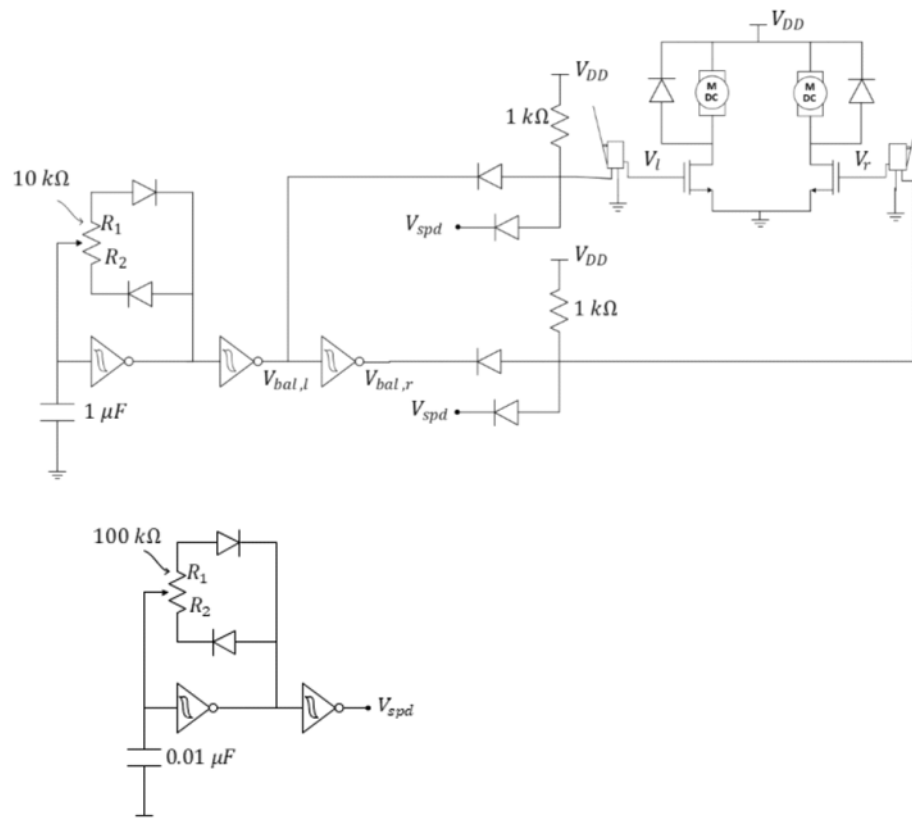 V_DD
V_DD
1 kΩ
M
DC
M
DC
V_l
V_r
10 kΩ
R_1
R_2
V_spd
V_DD
1 kΩ
V_bal,l
V_bal,r
V_spd
1 μF
100 kΩ
R_1
R_2
V_spd
0.01 μF